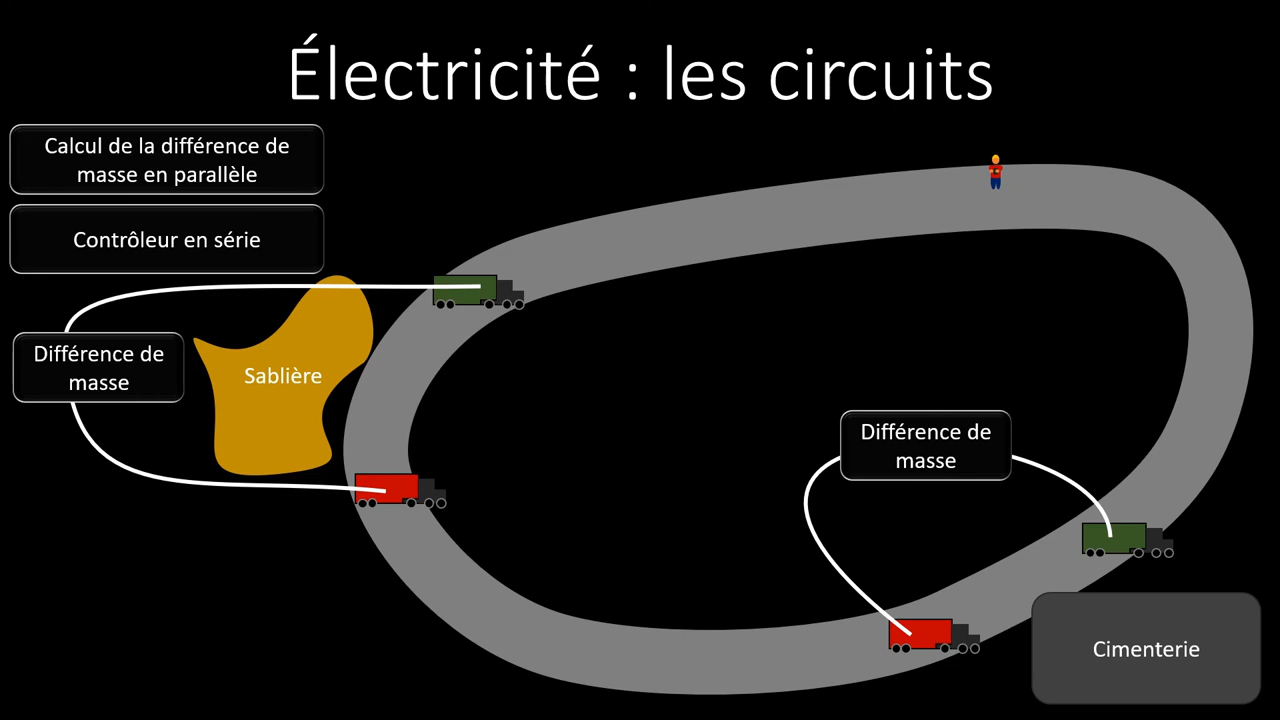 Électricité : les circuits
Calcul de la différence de
masse en parallèle
Contrôleur en série
Différence de
masse
Sablière
Différence de
masse
Cimenterie